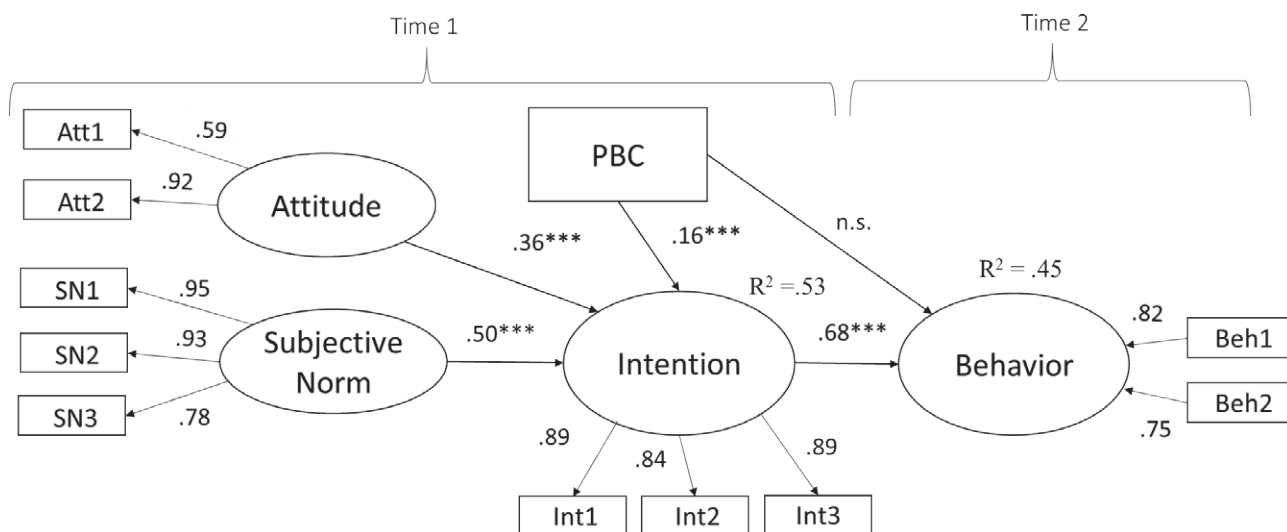 Time 1
Time 2
Att1
.59
PBC
Att2
.92
Attitude
n.s.
.36***
.16***
SN1
.95
R² =.53
R² = .45
SN2
.93
Subjective
Norm
.50***
Intention
.68***
Behavior
.82
Beh1
SN3
.78
Beh2
.75
.89
.84
.89
Int1
Int2
Int3